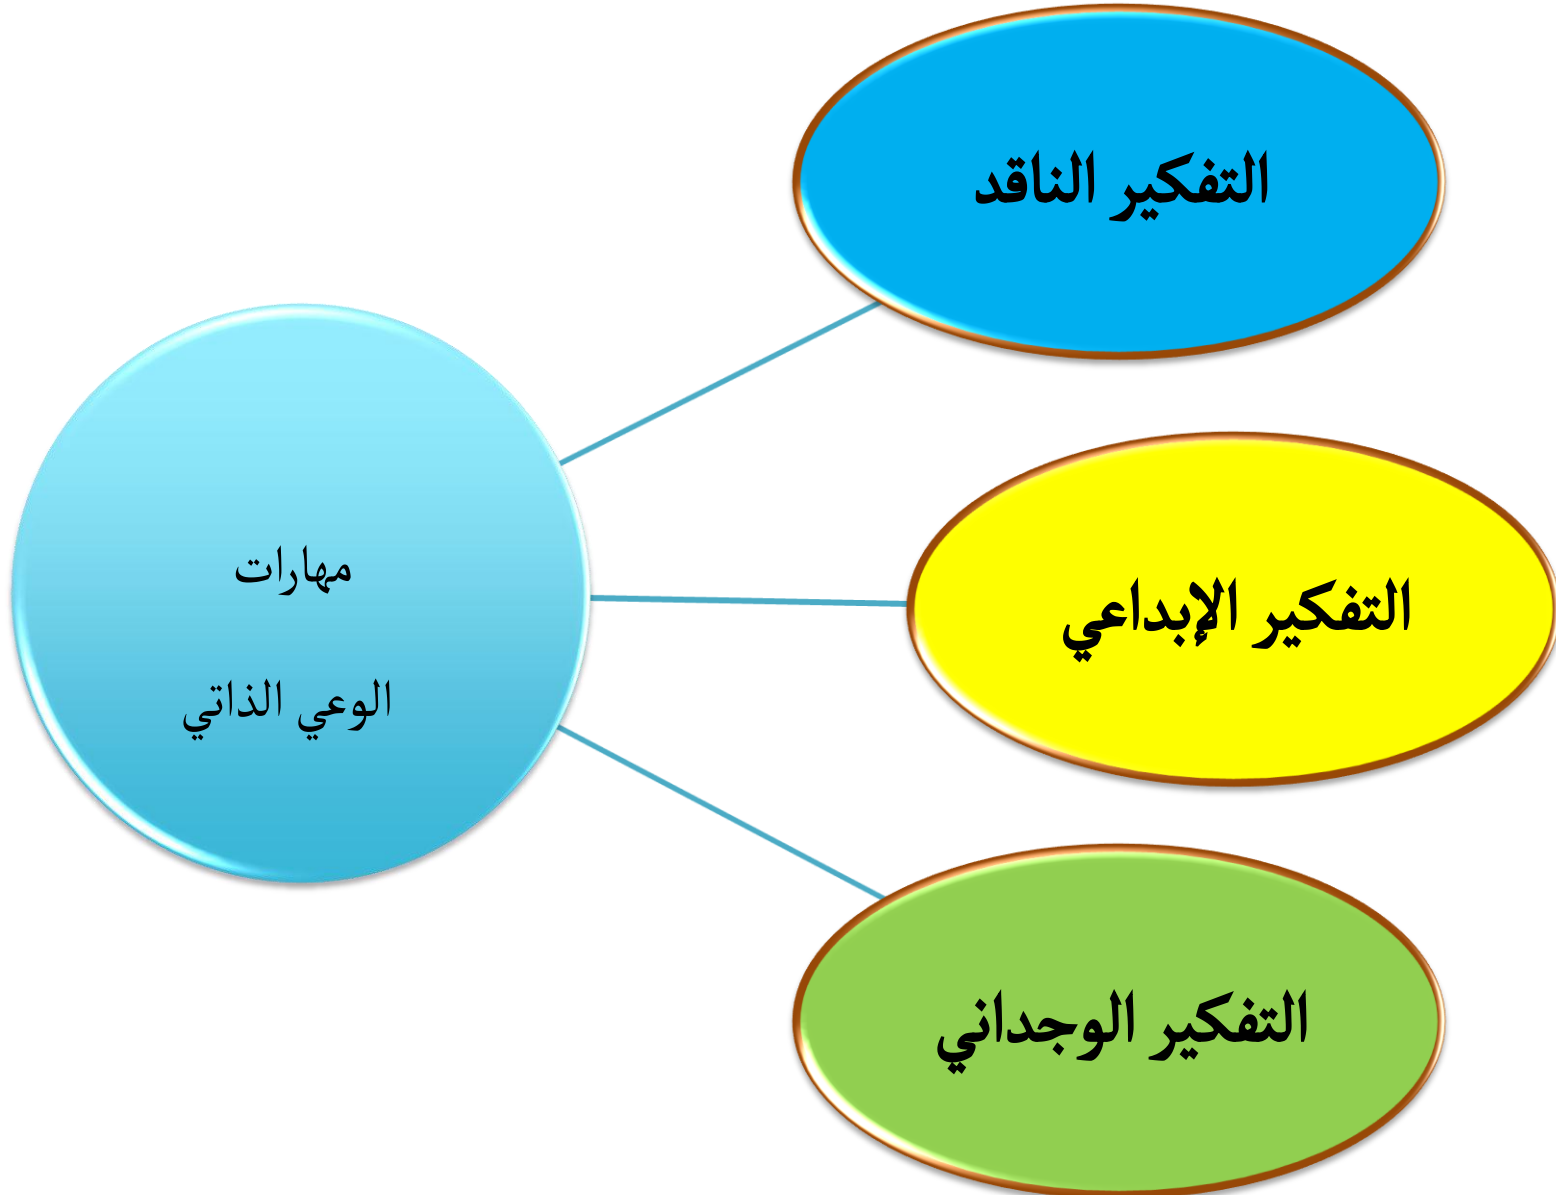 التفكير الناقد
مهارات
الوعي الذاتي
التفكير الإبداعي
التفكير الوجداني